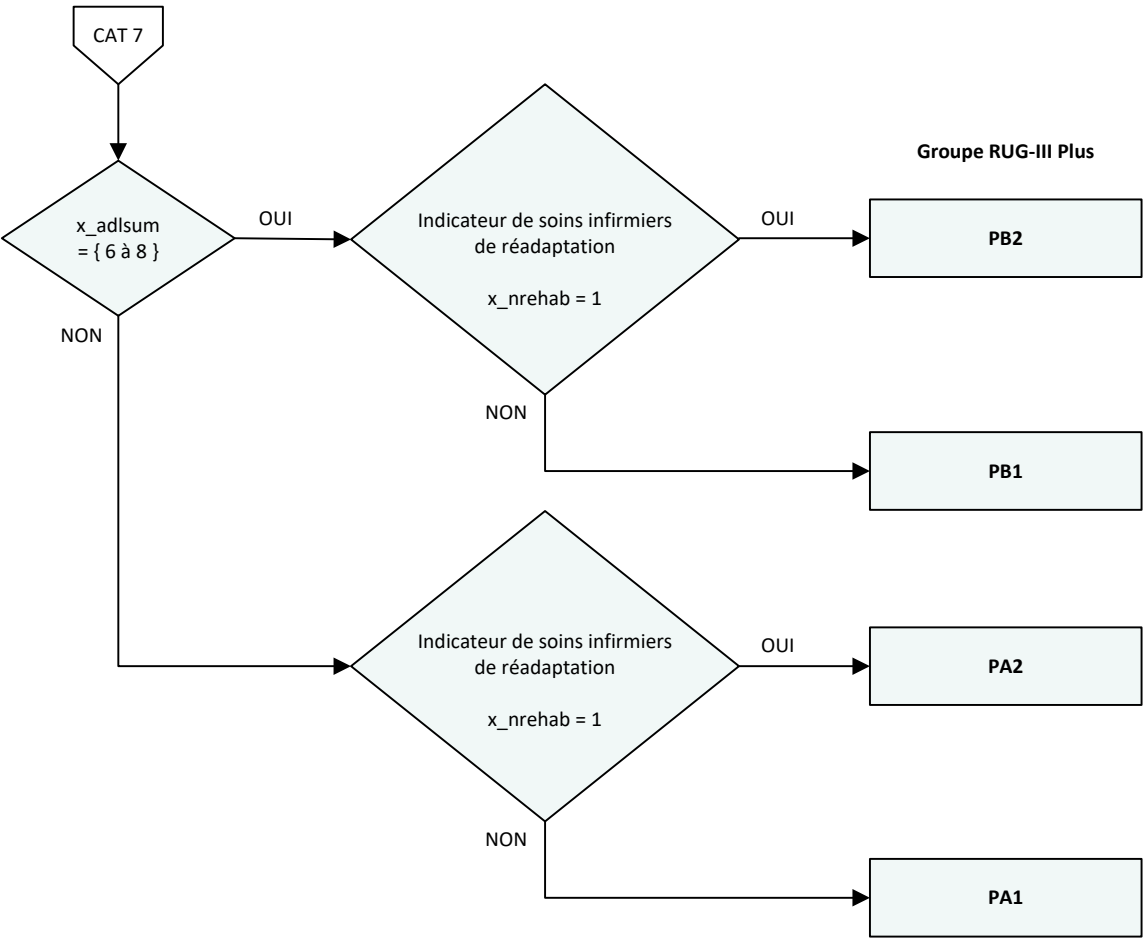 CAT 7
Groupe RUG-III Plus
x_adlsum
= { 6 à 8 }
OUI
Indicateur de soins infirmiers
de réadaptation
x_nrehab = 1
OUI
PB2
NON
NON
PB1
Indicateur de soins infirmiers
de réadaptation
x_nrehab = 1
OUI
PA2
NON
PA1